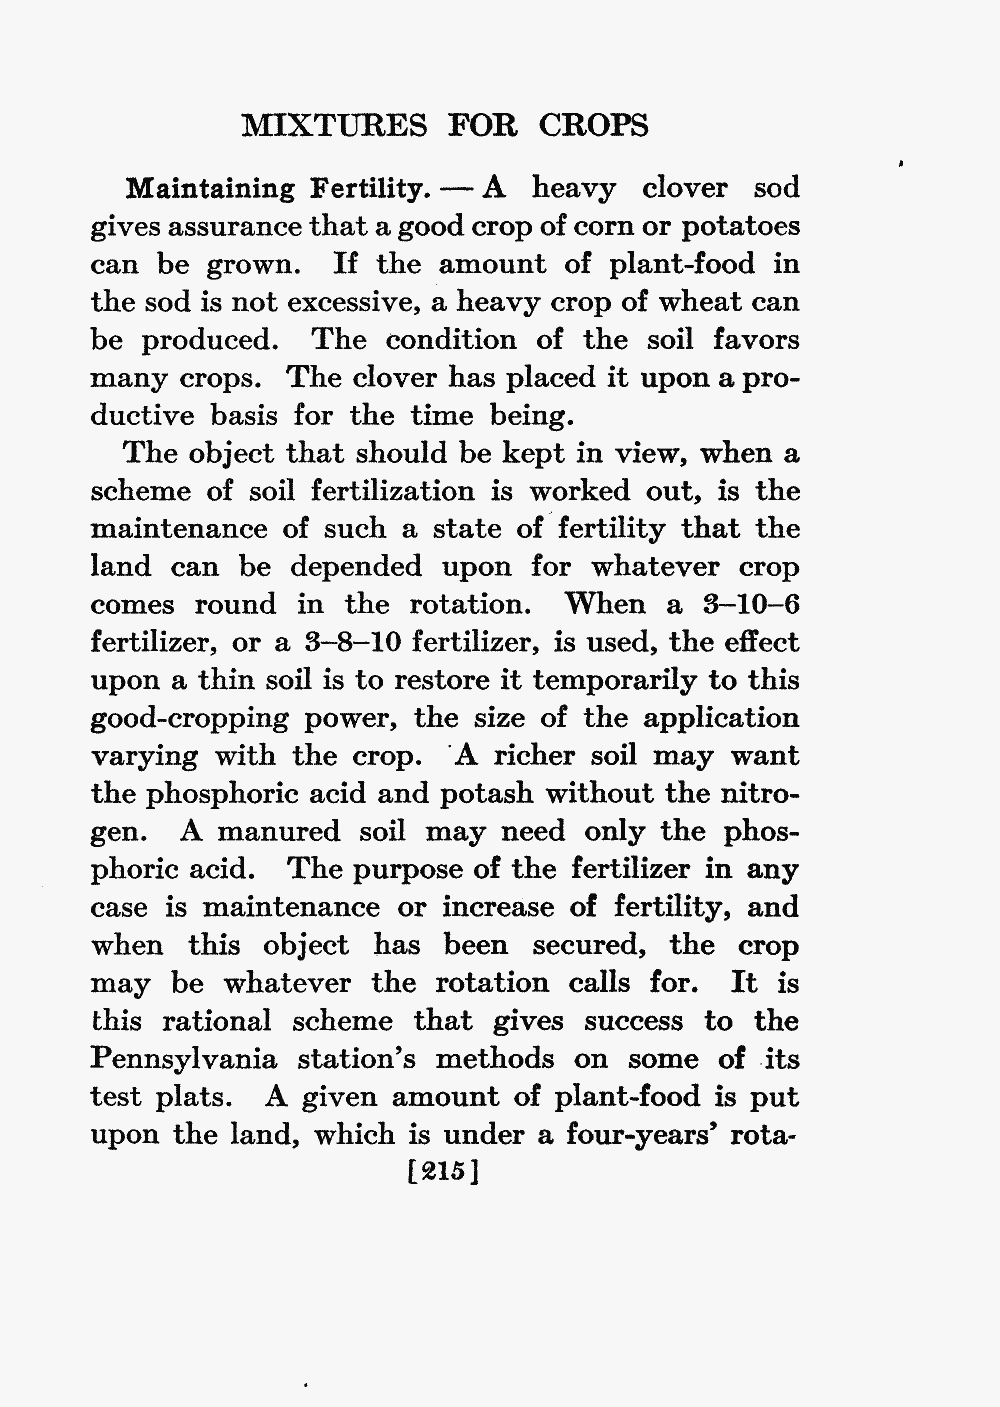 MIXTURES FOR CROPS
Maintaining Fertility. — A heavy clover sod
gives assurance that a good crop of corn or potatoes
can be grown. If the amount of plant-food in
the sod is not excessive, a heavy crop of wheat can
be produced. The condition of the soil favors
many crops. The clover has placed it upon a pro-
ductive basis for the time being.
The object that should be kept in view, when a
scheme of soil fertilization is worked out, is the
maintenance of such a state of fertility that the
land can be depended upon for whatever crop
comes round in the rotation. When a 3–10–6
fertilizer, or a 3–8–10 fertilizer, is used, the effect
upon a thin soil is to restore it temporarily to this
good-cropping power, the size of the application
varying with the crop. A richer soil may want
the phosphoric acid and potash without the nitro-
gen. A manured soil may need only the phos-
phoric acid. The purpose of the fertilizer in any
case is maintenance or increase of fertility, and
when this object has been secured, the crop
may be whatever the rotation calls for. It is
this rational scheme that gives success to the
Pennsylvania station's methods on some of its
test plats. A given amount of plant-food is put
upon the land, which is under a four-years' rota-
[215]